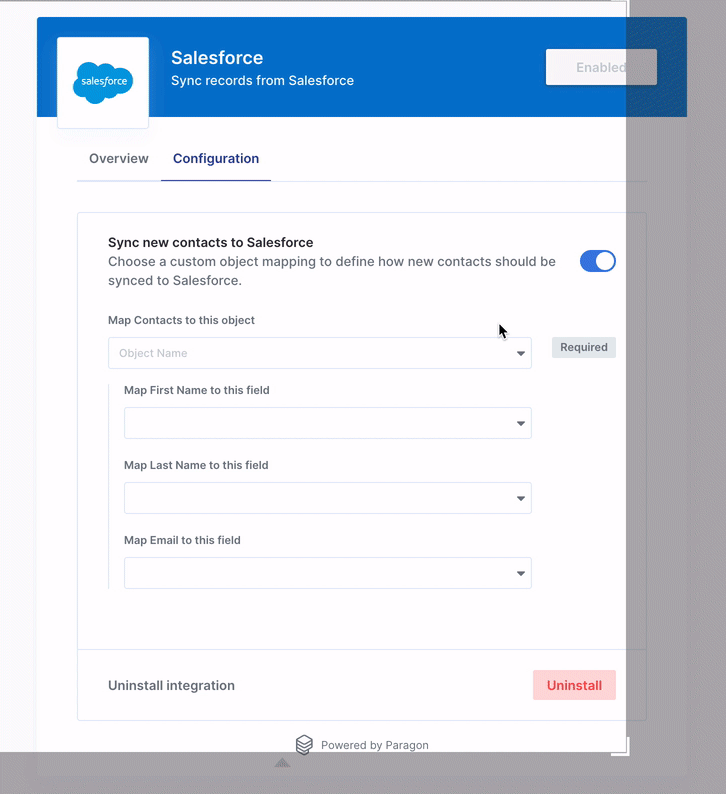 salesforce
Salesforce
Sync records from Salesforce
Enabled
Overview
Configuration
Sync new contacts to Salesforce
Choose a custom object mapping to define how new contacts should be
synced to Salesforce.
Map Contacts to this object
Object Name
Required
Map First Name to this field
Map Last Name to this field
Map Email to this field
Uninstall integration
Uninstall
Powered by Paragon